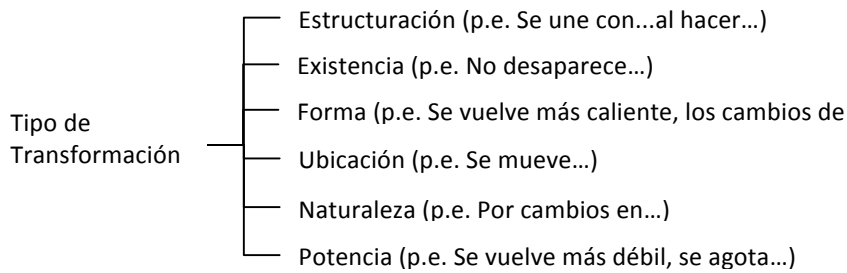 Estructuración (p.e. Se une con...al hacer…)
Existencia (p.e. No desaparece…)
Forma (p.e. Se vuelve más caliente, los cambios de
Tipo de
Transformación
Ubicación (p.e. Se mueve…)
Naturaleza (p.e. Por cambios en…)
Potencia (p.e. Se vuelve más débil, se agota…)